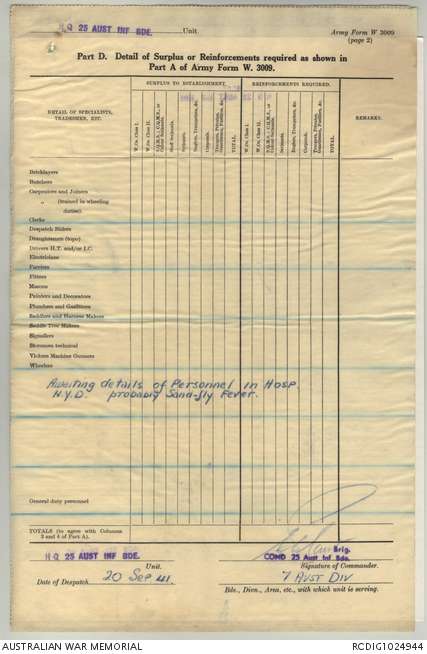 HQ 25 AUST INF BDE. Unit
Army Form W 3009
(page 2)
Part D. Detail of Surplus or Reinforcements required as shown in
Part A of Army Form W. 3009.
DETAIL OF SPECIALISTS,
TRADESMEN, ETC.
SURPLUS TO ESTABLISHMENT.
REINFORCEMENTS REQUIRED.
REMARKS.
W.Os. Class I.
W.Os. Class II.
Staff Serjeants.
Serjeants.
Corporals.
TOTAL.
W.Os. Class I.
W.Os. Class II.
Serjeants.
Corporals.
TOTAL.
Bricklayers
Butchers
Carpenters and Joiners
„ (trained in wheeling
duties)
Clerks
Despatch Riders
Draughtsmen (topo)
Drivers H.T. and/or I.C.
Electricians
Farriers
Fitters
Masons
Painters and Decorators
Plumbers and Gasfitters
Saddlers and Harness Makers
Saddle Tree Makers
Signallers
Storemen technical
Vickers Machine Gunners
Wheelers
Awaiting details of Personnel in Hosp.
N.Y.D. probably Sand-fly Fever.
General duty personnel
TOTALS (to agree with Columns
3 and 4 of Part A).
HQ 25 AUST INF BDE.
Unit.
Date of Despatch 20 Sep 41
Brig.
COMD 25 Aust Inf Bde.
Signature of Commander.
7 Aust Div
Bde., Divn., Area, etc., with which unit is serving.
AUSTRALIAN WAR MEMORIAL
RCDIG1024944